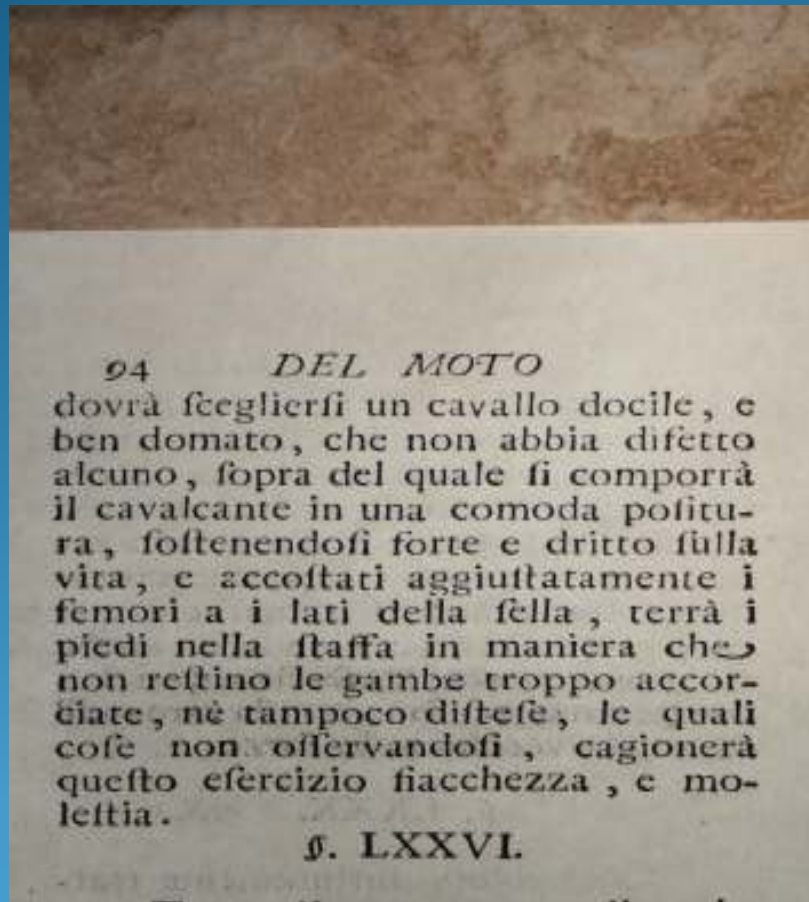 94 DEL MOTO
dovrà ſceglierſi un cavallo docile, e
ben domato, che non abbia difetto
alcuno, ſopra del quale ſi comporrà
il cavalcante in una comoda poſitu-
ra, ſoſtenendoſi forte e dritto ſulla
vita, e accoſtati aggiuſtatamente i
femori a i lati della ſella, terrà i
piedi nella ſtaffa in maniera che
non reſtino le gambe troppo accor-
ciate, nè tampoco diſteſe, le quali
coſe non oſſervandoſi, cagionerà
queſto eſercizio fiacchezza, e mo-
leſtia.
§. LXXVI.